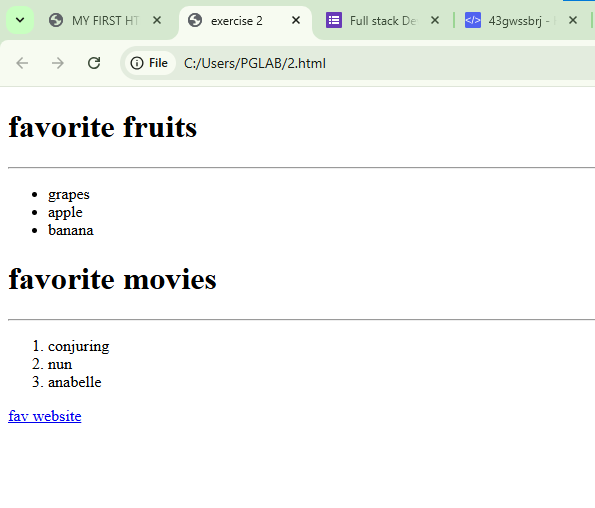 MY FIRST HT
exercise 2
Full stack De
43gwssbrj -
File
C:/Users/PGLAB/2.html
favorite fruits
• grapes
• apple
• banana
favorite movies
1. conjuring
2. nun
3. anabelle
fav website